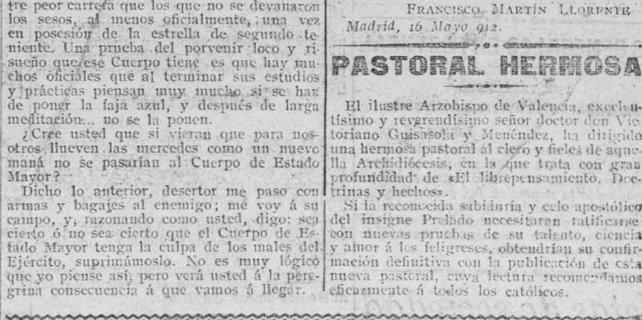 tre peor carrera que los que no se devanaron
los sesos, al menos oficialmente, una vez
en posesión de la estrella de segundo te-
niente. Una prueba del porvenir loco y ri-
sueño que ese Cuerpo tiene es que hay mu-
chos oficiales que al terminar sus estudios
y prácticas piensan muy mucho si se han
de poner la faja azul, y después de larga
meditación... no se la ponen.
¿Cree usted que si vieran que para nos-
otros llueven las mercedes como un nuevo
maná no se pasarían al Cuerpo de Estado
Mayor?
Dicho lo anterior, desertor me paso con
armas y bagajes al enemigo; me voy á su
campo, y, razonando como usted, digo: sea
cierto ó no sea cierto que el Cuerpo de Es-
tado Mayor tenga la culpa de los males del
Ejército, suprimámoslo. No es muy lógico
que yo piense así, pero verá usted á la pere-
grina consecuencia á que vamos á llegar.
FRANCISCO MARTÍN LLORENTE
Madrid, 16 Mayo 912.
PASTORAL HERMOSA
El ilustre Arzobispo de Valencia, excelen-
tísimo y reverendísimo señor doctor don Vic-
toriano Guisasola y Menéndez, ha dirigido
una hermosa pastoral al clero y fieles de aque-
lla Archidiócesis, en la que trata con gran
profundidad de «El librepensamiento. Doc-
trinas y hechos».
Si la reconocida sabiduría y celo apostólico
del insigne Prelado necesitaran ratificarse
con nuevas pruebas de su talento, ciencia
y amor á los feligreses, obtendrían su confir-
mación definitiva con la publicación de esta
nueva pastoral, cuya lectura recomendamos
eficazmente á todos los católicos.